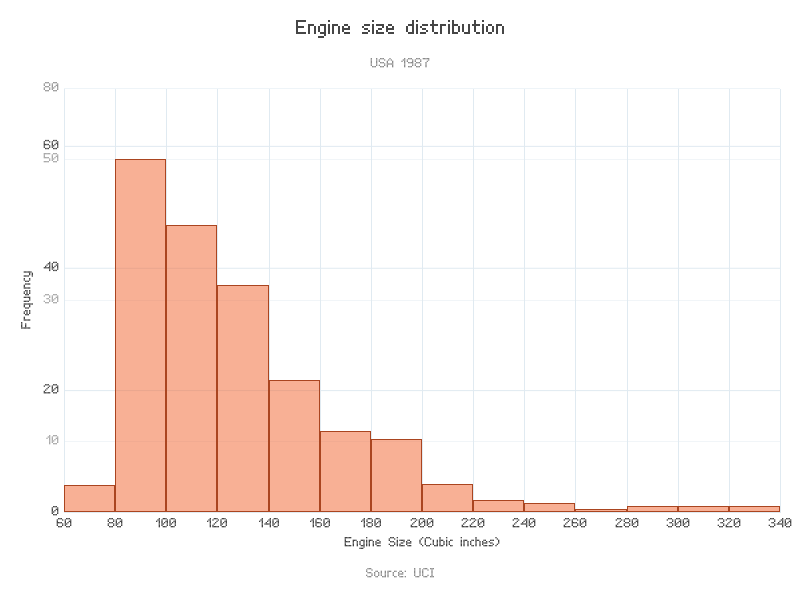 Engine size distribution
USA 1987
80
60
50
40
30
20
10
0
Frequency
60 80 100 120 140 160 180 200 220 240 260 280 300 320 340
Engine Size (Cubic inches)
Source: UCI